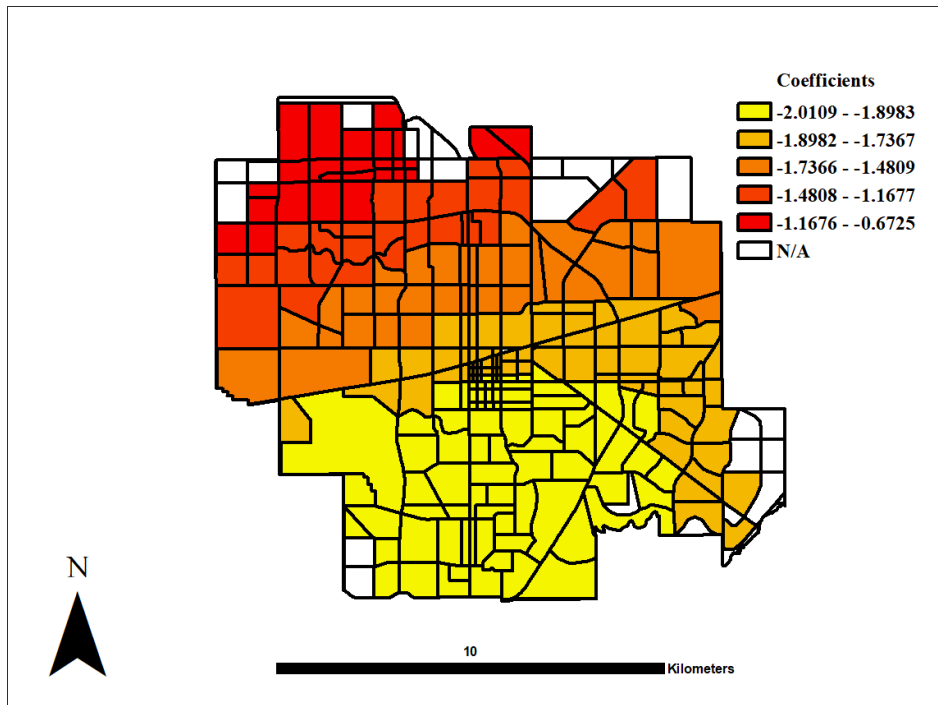 Coefficients
-2.0109 - -1.8983
-1.8982 - -1.7367
-1.7366 - -1.4809
-1.4808 - -1.1677
-1.1676 - -0.6725
N/A
N
10
Kilometers